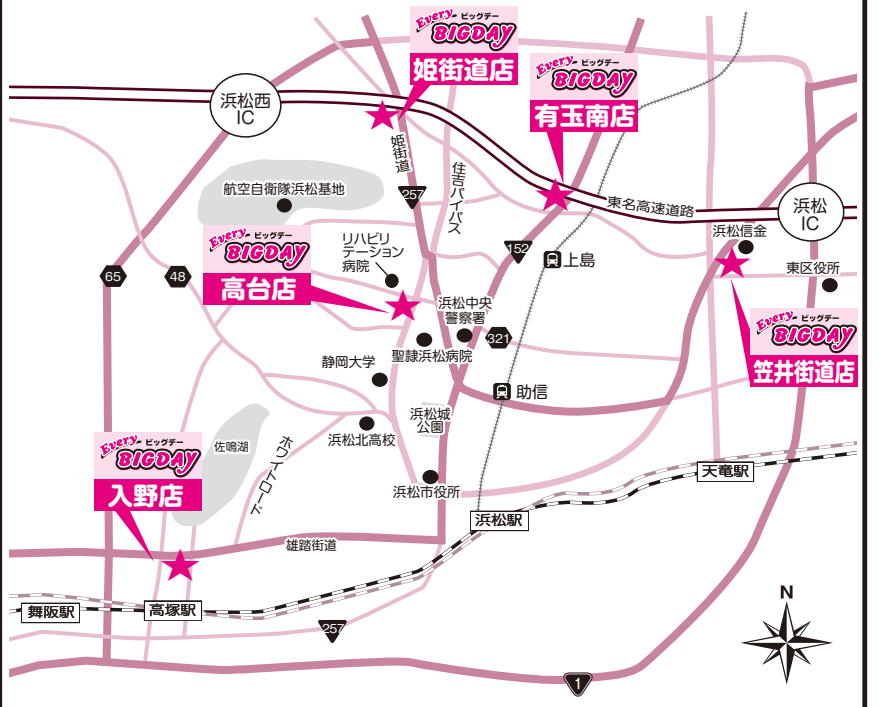 Every ビッグデー
BIGDAY
姫街道店
Every ビッグデー
BIGDAY
有玉南店
浜松西
IC
姫街道
住吉バイパス
257
航空自衛隊浜松基地
東名高速道路
浜松
IC
浜松信金
東区役所
152
上島
Every ビッグデー
BIGDAY
高台店
リハビリ
テーション
病院
65
48
浜松中央
警察署
321
聖隷浜松病院
静岡大学
Every ビッグデー
BIGDAY
笠井街道店
助信
浜松城
公園
浜松北高校
佐鳴湖
ホワイトロード
Every ビッグデー
BIGDAY
入野店
浜松市役所
天竜駅
浜松駅
雄踏街道
舞阪駅
高塚駅
257
N
1